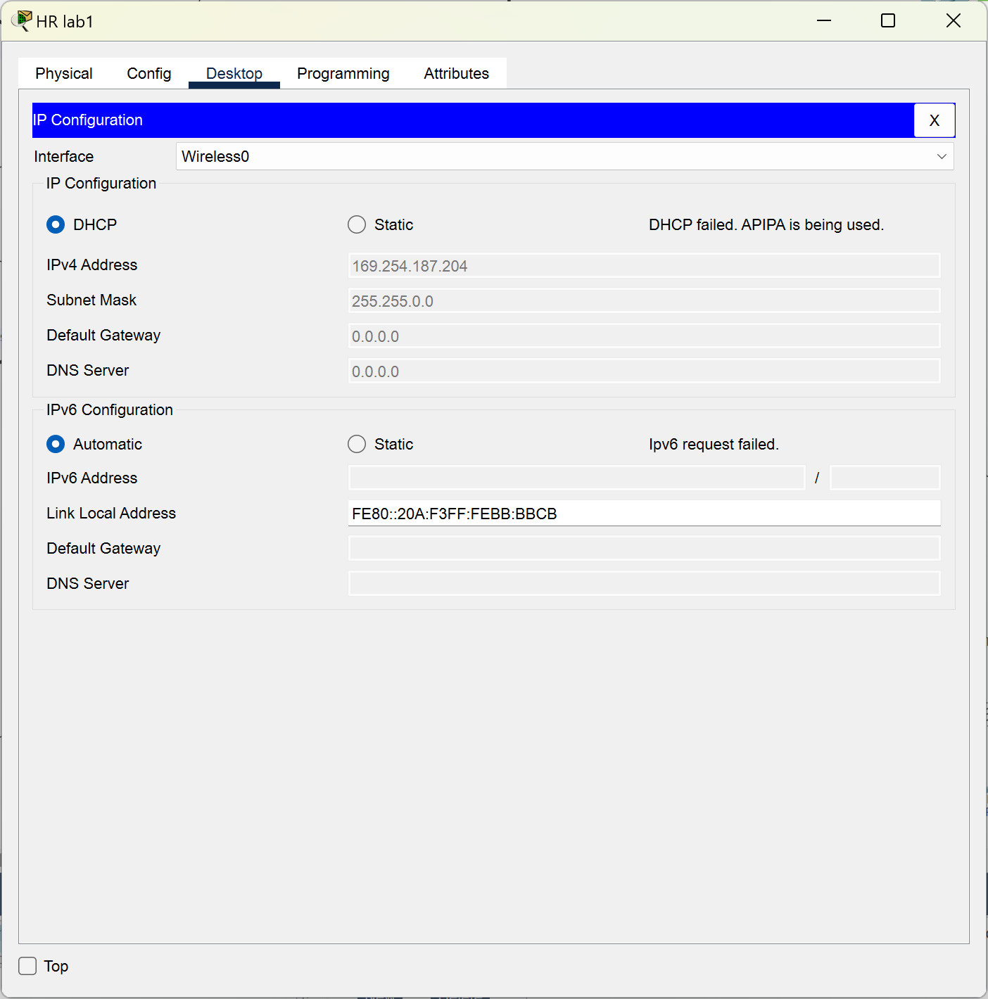 HR lab1
Physical Config Desktop Programming Attributes
IP Configuration X
Interface Wireless0
IP Configuration
DHCP Static DHCP failed. APIPA is being used.
IPv4 Address 169.254.187.204
Subnet Mask 255.255.0.0
Default Gateway 0.0.0.0
DNS Server 0.0.0.0
IPv6 Configuration
Automatic Static Ipv6 request failed.
IPv6 Address /
Link Local Address FE80::20A:F3FF:FEBB:BBCB
Default Gateway
DNS Server
Top